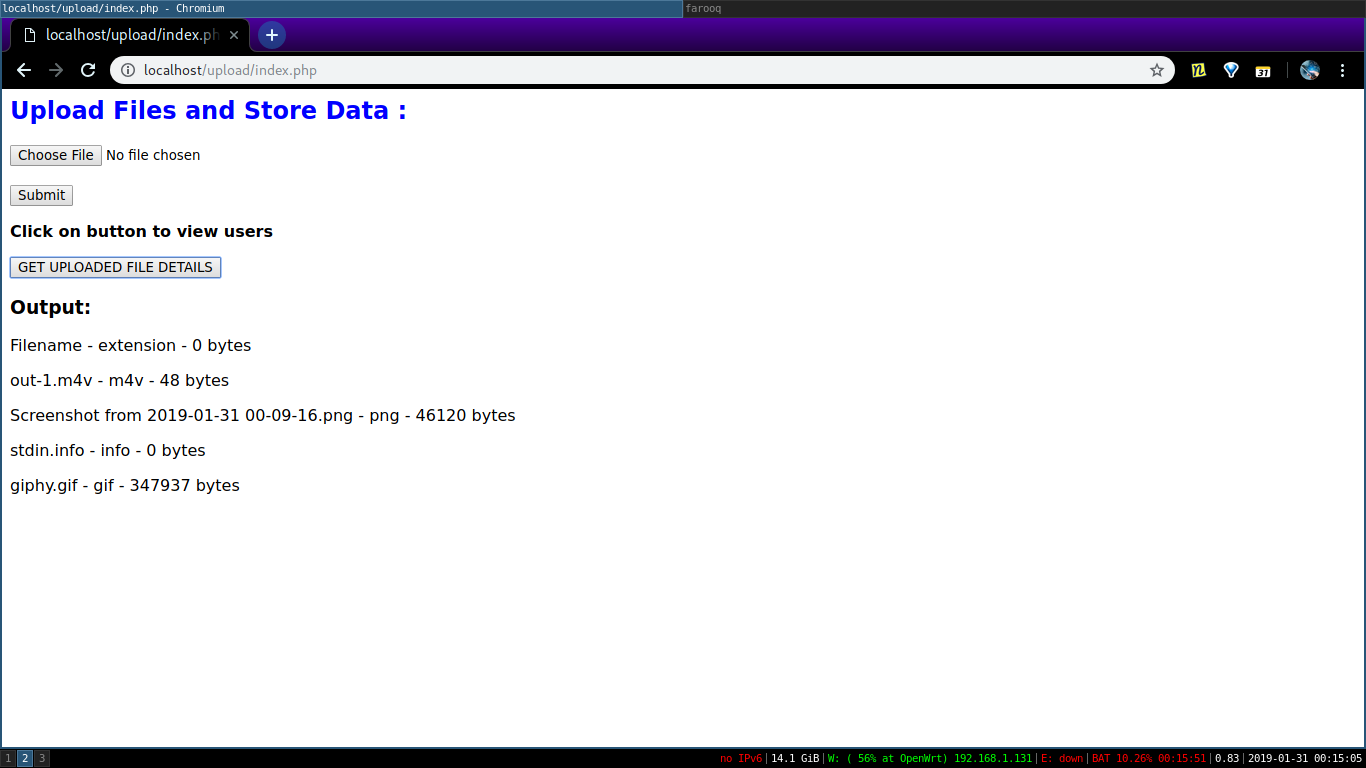 localhost/upload/index.php - Chromium
farooq
localhost/upload/index.ph
localhost/upload/index.php
31
Upload Files and Store Data :
Choose File No file chosen
Submit
Click on button to view users
GET UPLOADED FILE DETAILS
Output:
Filename - extension - 0 bytes
out-1.m4v - m4v - 48 bytes
Screenshot from 2019-01-31 00-09-16.png - png - 46120 bytes
stdin.info - info - 0 bytes
giphy.gif - gif - 347937 bytes
1 2 3
no IPv6|14.1 GiB|W: ( 56% at OpenWrt) 192.168.1.131|E: down|BAT 10.26% 00:15:51|0.83|2019-01-31 00:15:05